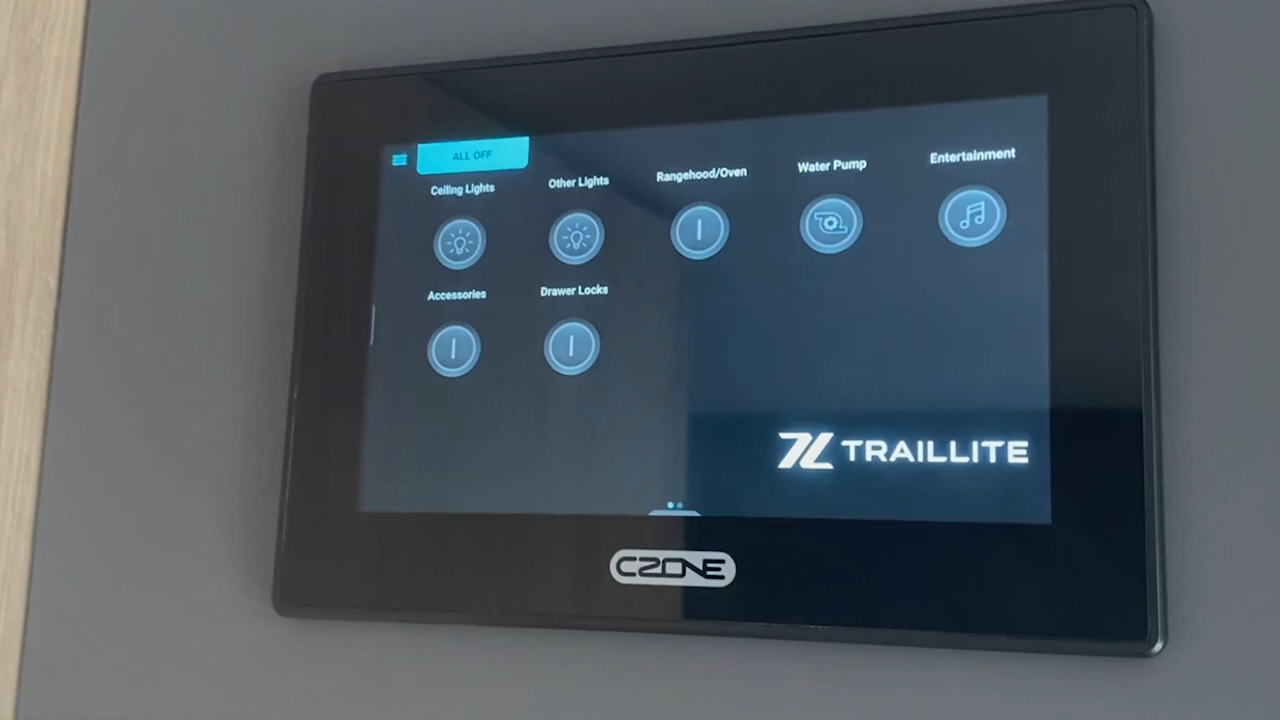 ALL OFF
Ceiling Lights
Other Lights
Rangehood/Oven
Water Pump
Entertainment
Accessories
Drawer Locks
TRAILLITE
CZONE